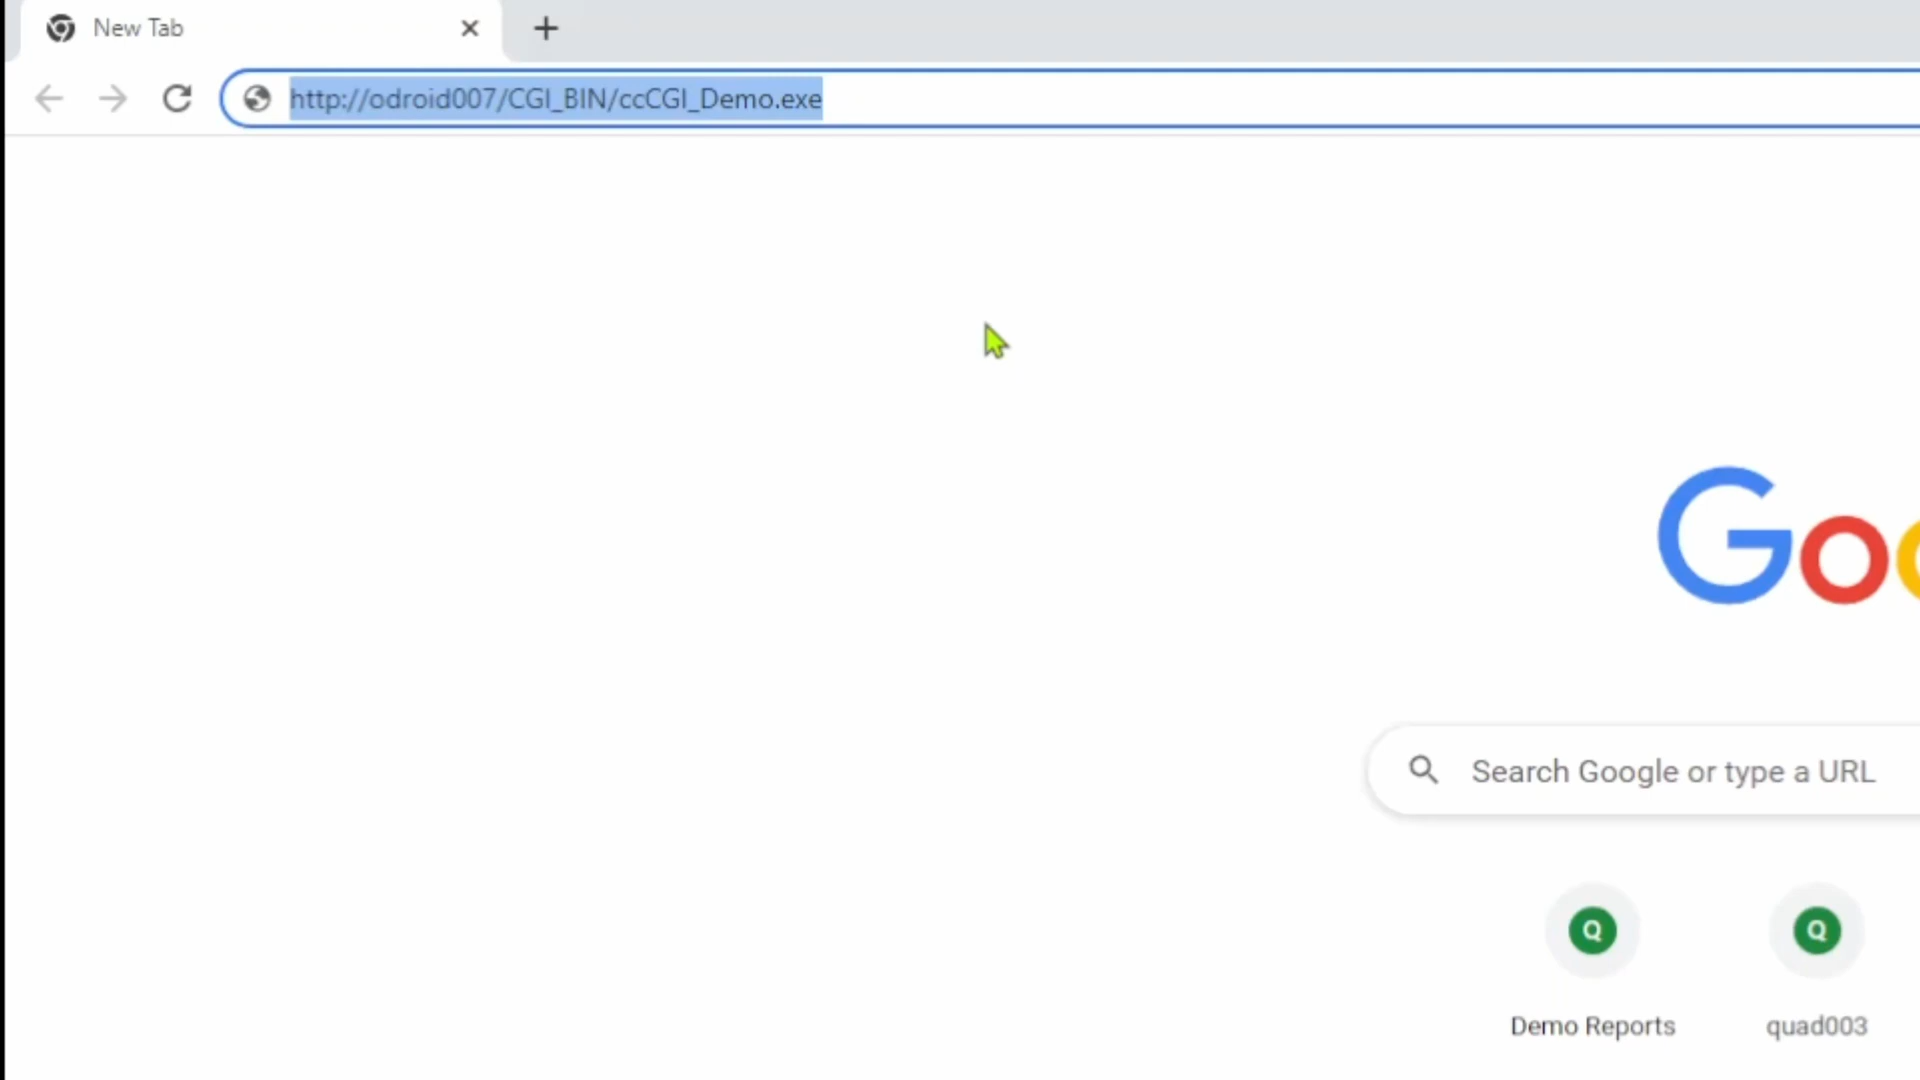 New Tab
http://odroid007/CGI_BIN/ccCGI_Demo.exe
Goo
Search Google or type a URL
Q Q
Demo Reports quad003